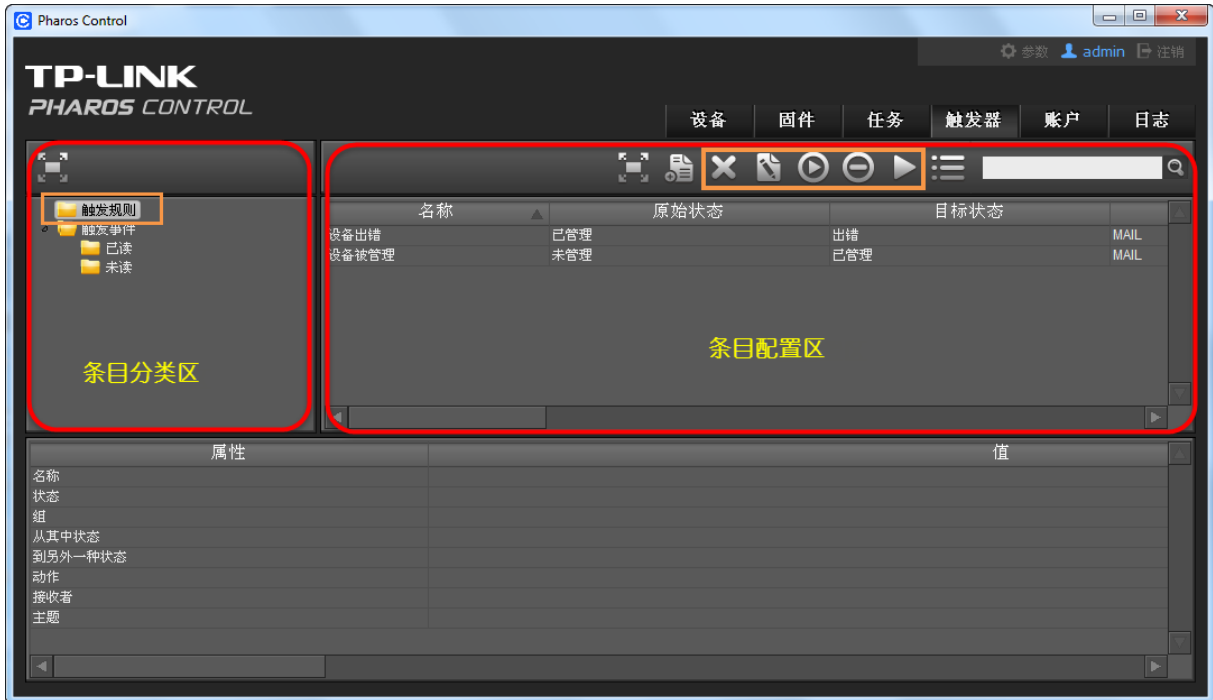 Pharos Control
参数 admin 注销
TP-LINK
PHAROS CONTROL
设备 固件 任务 触发器 账户 日志
触发规则
触发事件
已读
未读
条目分类区
名称 原始状态 目标状态
设备出错 已管理 出错 MAIL
设备被管理 未管理 已管理 MAIL
条目配置区
属性 值
名称
状态
组
从其中状态
到另外一种状态
动作
接收者
主题